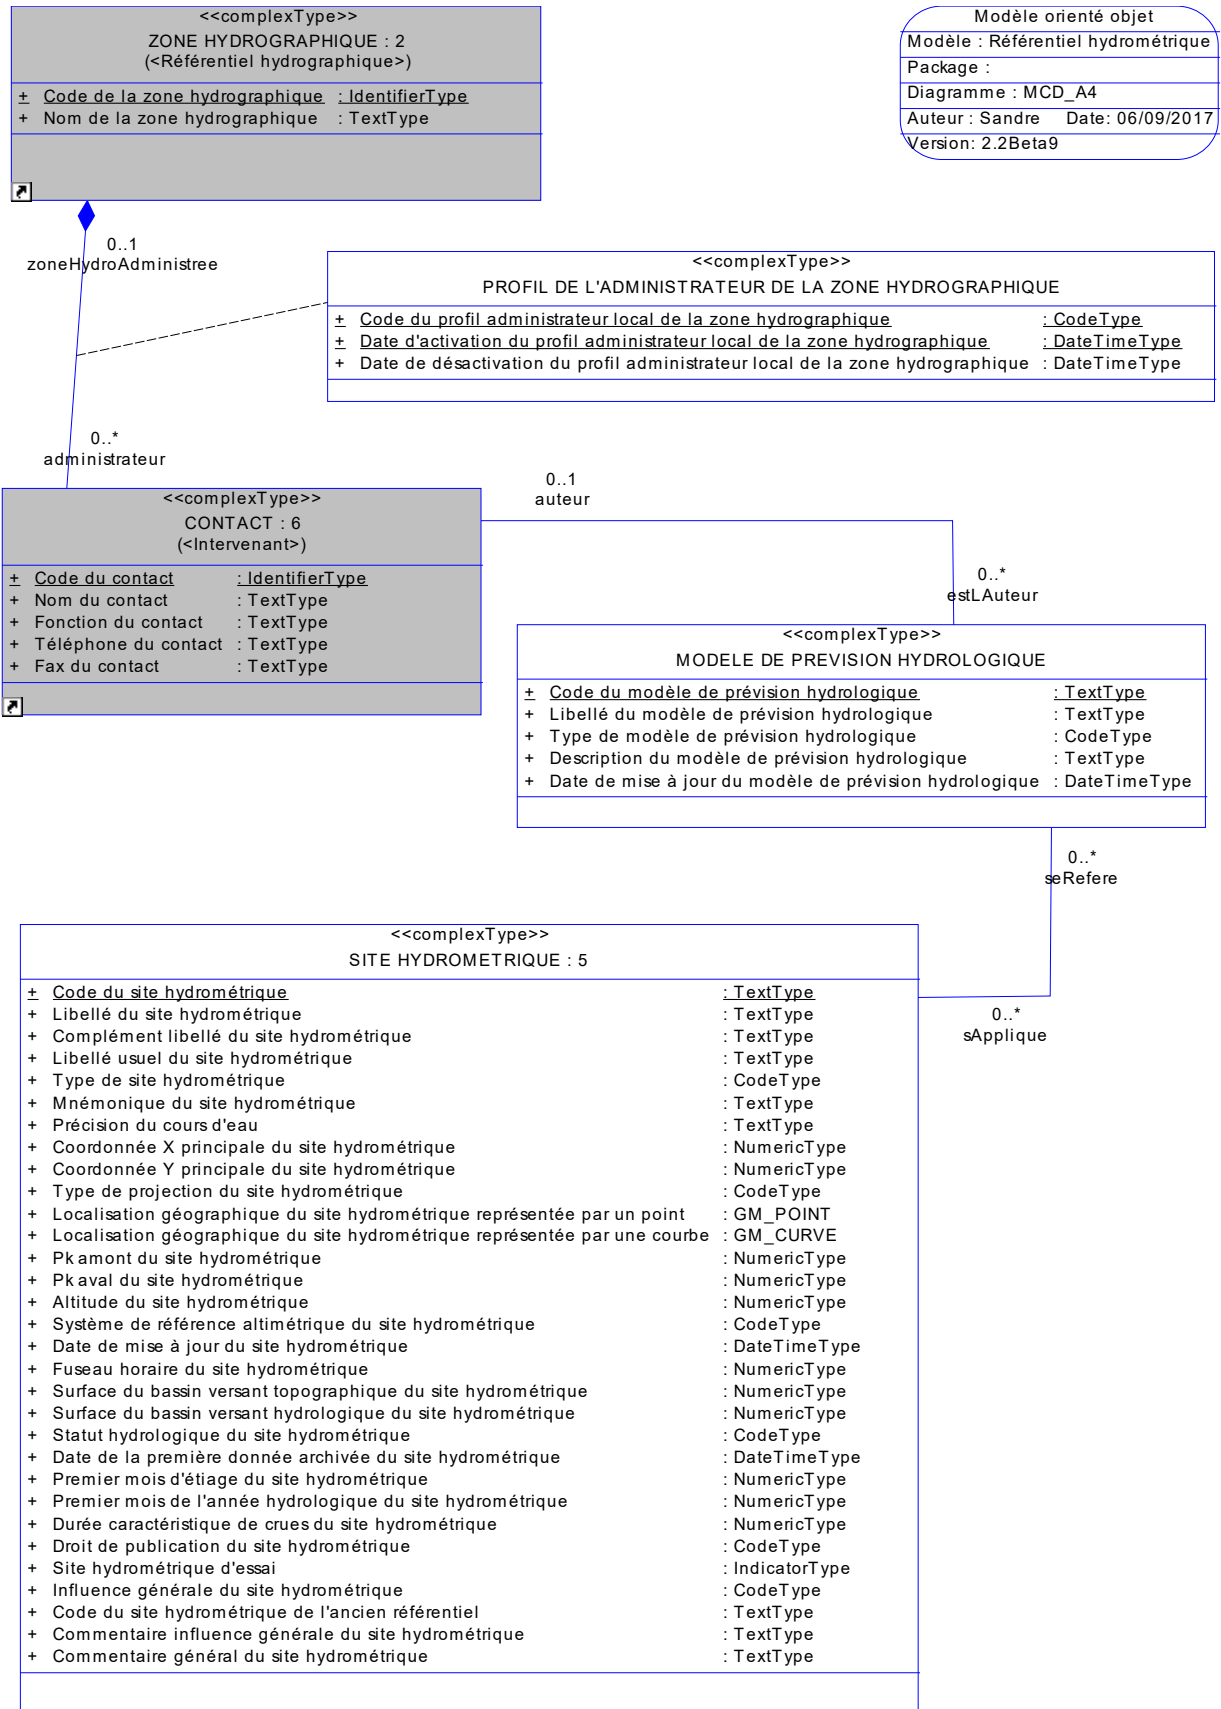 <<complexType>>
ZONE HYDROGRAPHIQUE : 2
(<Référentiel hydrographique>)
+ Code de la zone hydrographique : IdentifierType
+ Nom de la zone hydrographique : TextType
Modèle orienté objet
Modèle : Référentiel hydrométrique
Package :
Diagramme : MCD_A4
Auteur : Sandre Date: 06/09/2017
Version: 2.2Beta9
0..1
zoneHydroAdministree
<<complexType>>
PROFIL DE L'ADMINISTRATEUR DE LA ZONE HYDROGRAPHIQUE
+ Code du profil administrateur local de la zone hydrographique : CodeType
+ Date d'activation du profil administrateur local de la zone hydrographique : DateTimeType
+ Date de désactivation du profil administrateur local de la zone hydrographique : DateTimeType
0..*
administrateur
<<complexType>>
CONTACT : 6
(<Intervenant>)
+ Code du contact : IdentifierType
+ Nom du contact : TextType
+ Fonction du contact : TextType
+ Téléphone du contact : TextType
+ Fax du contact : TextType
0..1
auteur
0..*
estLAuteur
<<complexType>>
MODELE DE PREVISION HYDROLOGIQUE
+ Code du modèle de prévision hydrologique : TextType
+ Libellé du modèle de prévision hydrologique : TextType
+ Type de modèle de prévision hydrologique : CodeType
+ Description du modèle de prévision hydrologique : TextType
+ Date de mise à jour du modèle de prévision hydrologique : DateTimeType
0..*
seRefere
<<complexType>>
SITE HYDROMETRIQUE : 5
+ Code du site hydrométrique : TextType
+ Libellé du site hydrométrique : TextType
+ Complément libellé du site hydrométrique : TextType
+ Libellé usuel du site hydrométrique : TextType
+ Type de site hydrométrique : CodeType
+ Mnémonique du site hydrométrique : TextType
+ Précision du cours d'eau : TextType
+ Coordonnée X principale du site hydrométrique : NumericType
+ Coordonnée Y principale du site hydrométrique : NumericType
+ Type de projection du site hydrométrique : CodeType
+ Localisation géographique du site hydrométrique représentée par un point : GM_POINT
+ Localisation géographique du site hydrométrique représentée par une courbe : GM_CURVE
+ Pk amont du site hydrométrique : NumericType
+ Pk aval du site hydrométrique : NumericType
+ Altitude du site hydrométrique : NumericType
+ Système de référence altimétrique du site hydrométrique : CodeType
+ Date de mise à jour du site hydrométrique : DateTimeType
+ Fuseau horaire du site hydrométrique : NumericType
+ Surface du bassin versant topographique du site hydrométrique : NumericType
+ Surface du bassin versant hydrologique du site hydrométrique : NumericType
+ Statut hydrologique du site hydrométrique : CodeType
+ Date de la première donnée archivée du site hydrométrique : DateTimeType
+ Premier mois d'étiage du site hydrométrique : NumericType
+ Premier mois de l'année hydrologique du site hydrométrique : NumericType
+ Durée caractéristique de crues du site hydrométrique : NumericType
+ Droit de publication du site hydrométrique : CodeType
+ Site hydrométrique d'essai : IndicatorType
+ Influence générale du site hydrométrique : CodeType
+ Code du site hydrométrique de l'ancien référentiel : TextType
+ Commentaire influence générale du site hydrométrique : TextType
+ Commentaire général du site hydrométrique : TextType
0..*
sApplique